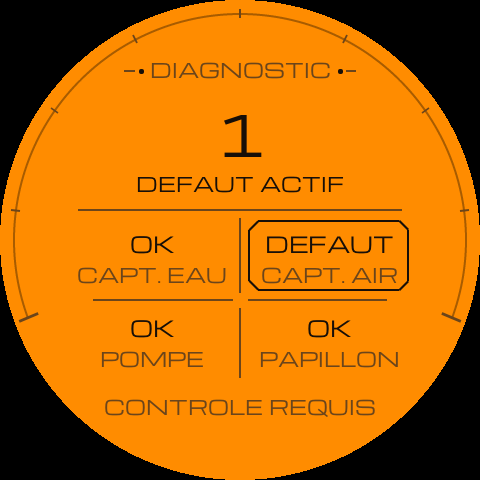 DIAGNOSTIC
1
DEFAUT ACTIF
OK DEFAUT
CAPT. EAU CAPT. AIR
OK OK
POMPE PAPILLON
CONTROLE REQUIS